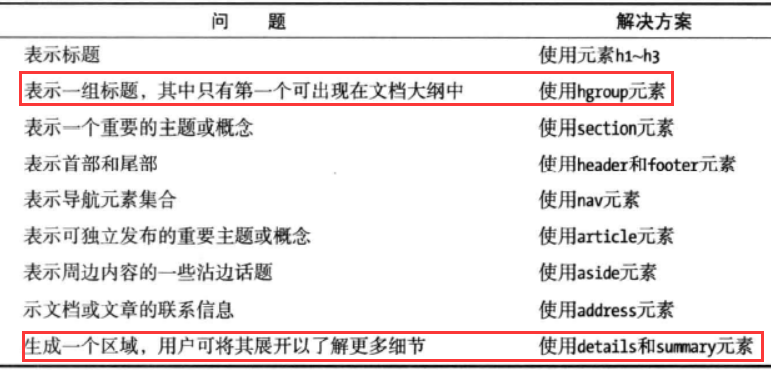 问 题 解决方案
表示标题 使用元素h1~h3
表示一组标题，其中只有第一个可出现在文档大纲中 使用hgroup元素
表示一个重要的主题或概念 使用section元素
表示首部和尾部 使用header和footer元素
表示导航元素集合 使用nav元素
表示可独立发布的重要主题或概念 使用article元素
表示周边内容的一些沾边话题 使用aside元素
示文档或文章的联系信息 使用address元素
生成一个区域，用户可将其展开以了解更多细节 使用details和summary元素